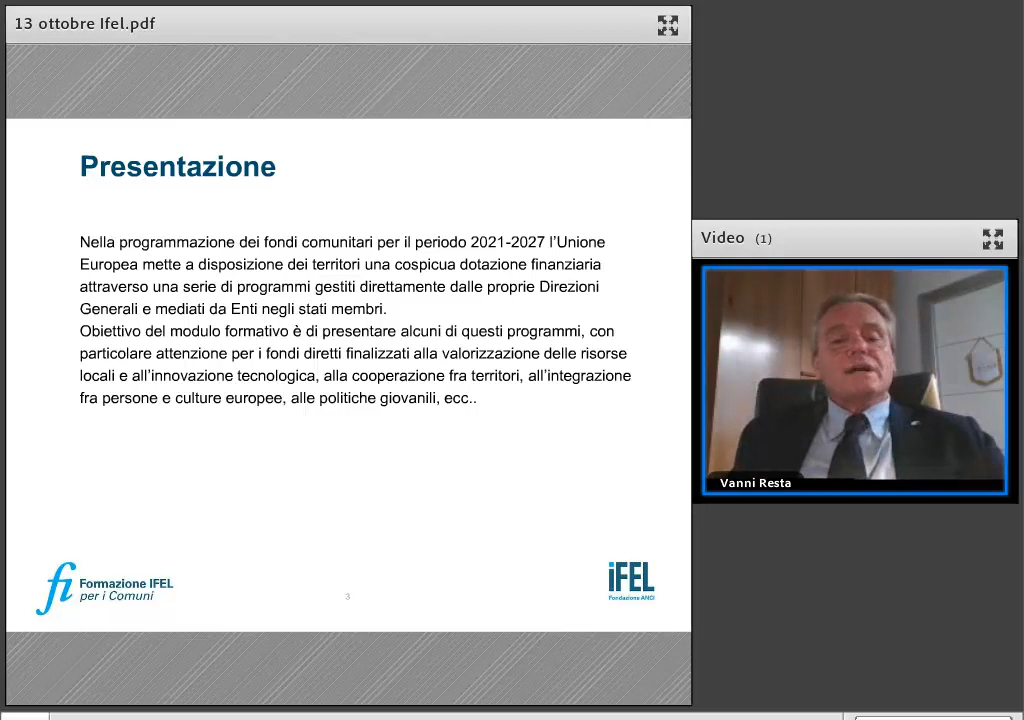 13 ottobre Ifel.pdf
Presentazione
Nella programmazione dei fondi comunitari per il periodo 2021-2027 l’Unione
Europea mette a disposizione dei territori una cospicua dotazione finanziaria
attraverso una serie di programmi gestiti direttamente dalle proprie Direzioni
Generali e mediati da Enti negli stati membri.
Obiettivo del modulo formativo è di presentare alcuni di questi programmi, con
particolare attenzione per i fondi diretti finalizzati alla valorizzazione delle risorse
locali e all’innovazione tecnologica, alla cooperazione fra territori, all’integrazione
fra persone e culture europee, alle politiche giovanili, ecc..
fi
Formazione IFEL
per i Comuni
3
iFEL
Fondazione ANCI
Video (1)
Vanni Resta